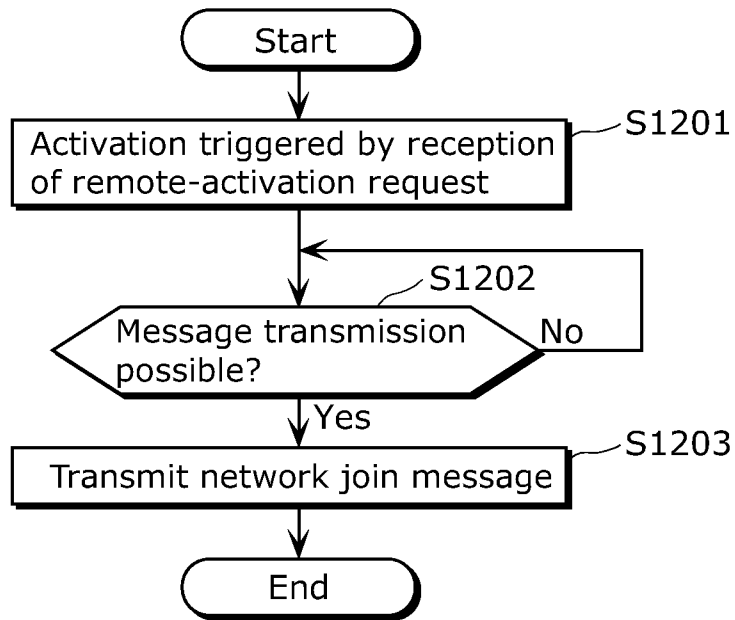 Start
S1201
Activation triggered by reception
of remote-activation request
S1202
Message transmission
possible?
No
Yes
S1203
Transmit network join message
End